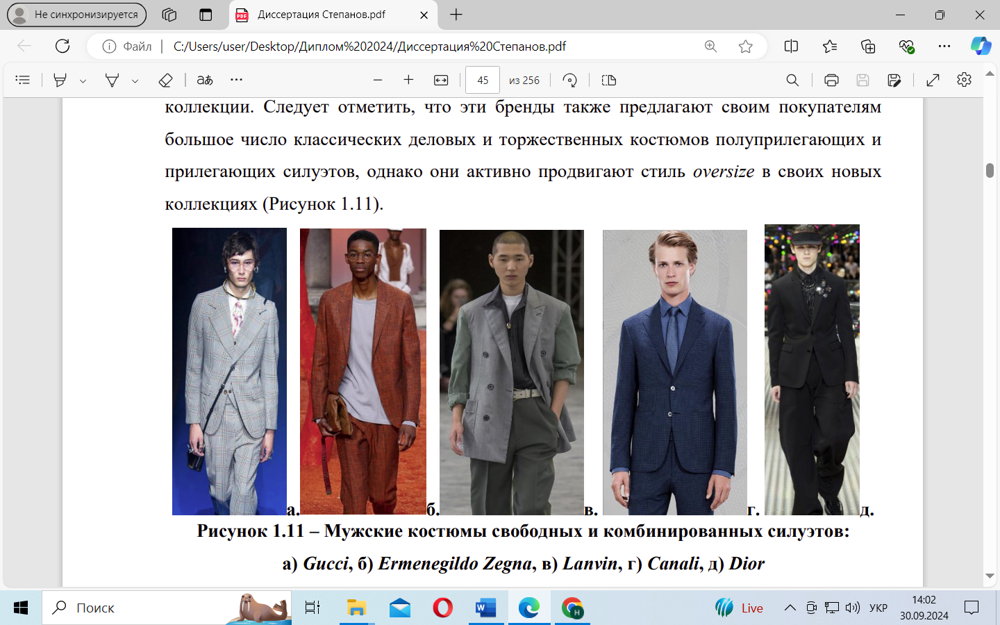 Не синхронизируется
Диссертация Степанов.pdf
Файл
C:/Users/user/Desktop/Диплом%202024/Диссертация%20Степанов.pdf
аあ
45 из 256
коллекции. Следует отметить, что эти бренды также предлагают своим покупателям
большое число классических деловых и торжественных костюмов полуприлегающих и
прилегающих силуэтов, однако они активно продвигают стиль oversize в своих новых
коллекциях (Рисунок 1.11).
а. б. в. г. д.
Рисунок 1.11 – Мужские костюмы свободных и комбинированных силуэтов:
а) Gucci, б) Ermenegildo Zegna, в) Lanvin, г) Canali, д) Dior
Поиск
Live
УКР
14:02
30.09.2024